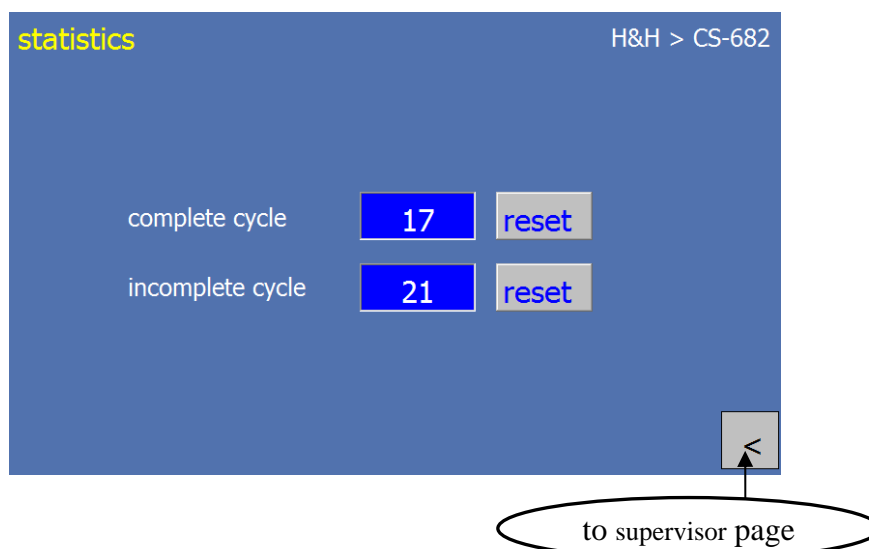 statistics
H&H > CS-682
complete cycle 17 reset
incomplete cycle 21 reset
<
to supervisor page